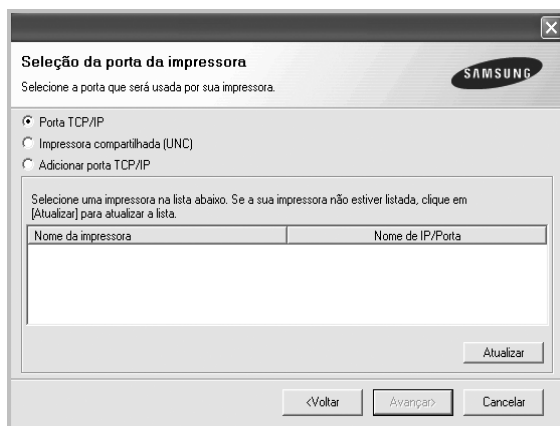 Seleção da porta da impressora
Selecione a porta que será usada por sua impressora.
SAMSUNG
Porta TCP/IP
Impressora compartilhada (UNC)
Adicionar porta TCP/IP
Selecione uma impressora na lista abaixo. Se a sua impressora não estiver listada, clique em
[Atualizar] para atualizar a lista.
Nome da impressora Nome de IP/Porta
Atualizar
<Voltar Avançar> Cancelar